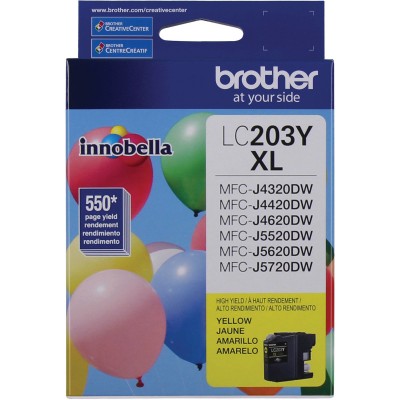 www.brother.com/creativecenter
BROTHER
CREATIVECENTER
BROTHER
CENTRECRÉATIF
brother
at your side
LC203Y
XL
innobella
550*
page yield
rendement
rendimiento
rendimento
MFC-J4320DW
MFC-J4420DW
MFC-J4620DW
MFC-J5520DW
MFC-J5620DW
MFC-J5720DW
HIGH YIELD / À HAUT RENDEMENT /
ALTO RENDIMIENTO / ALTO RENDIMENTO
YELLOW
JAUNE
AMARILLO
AMARELO